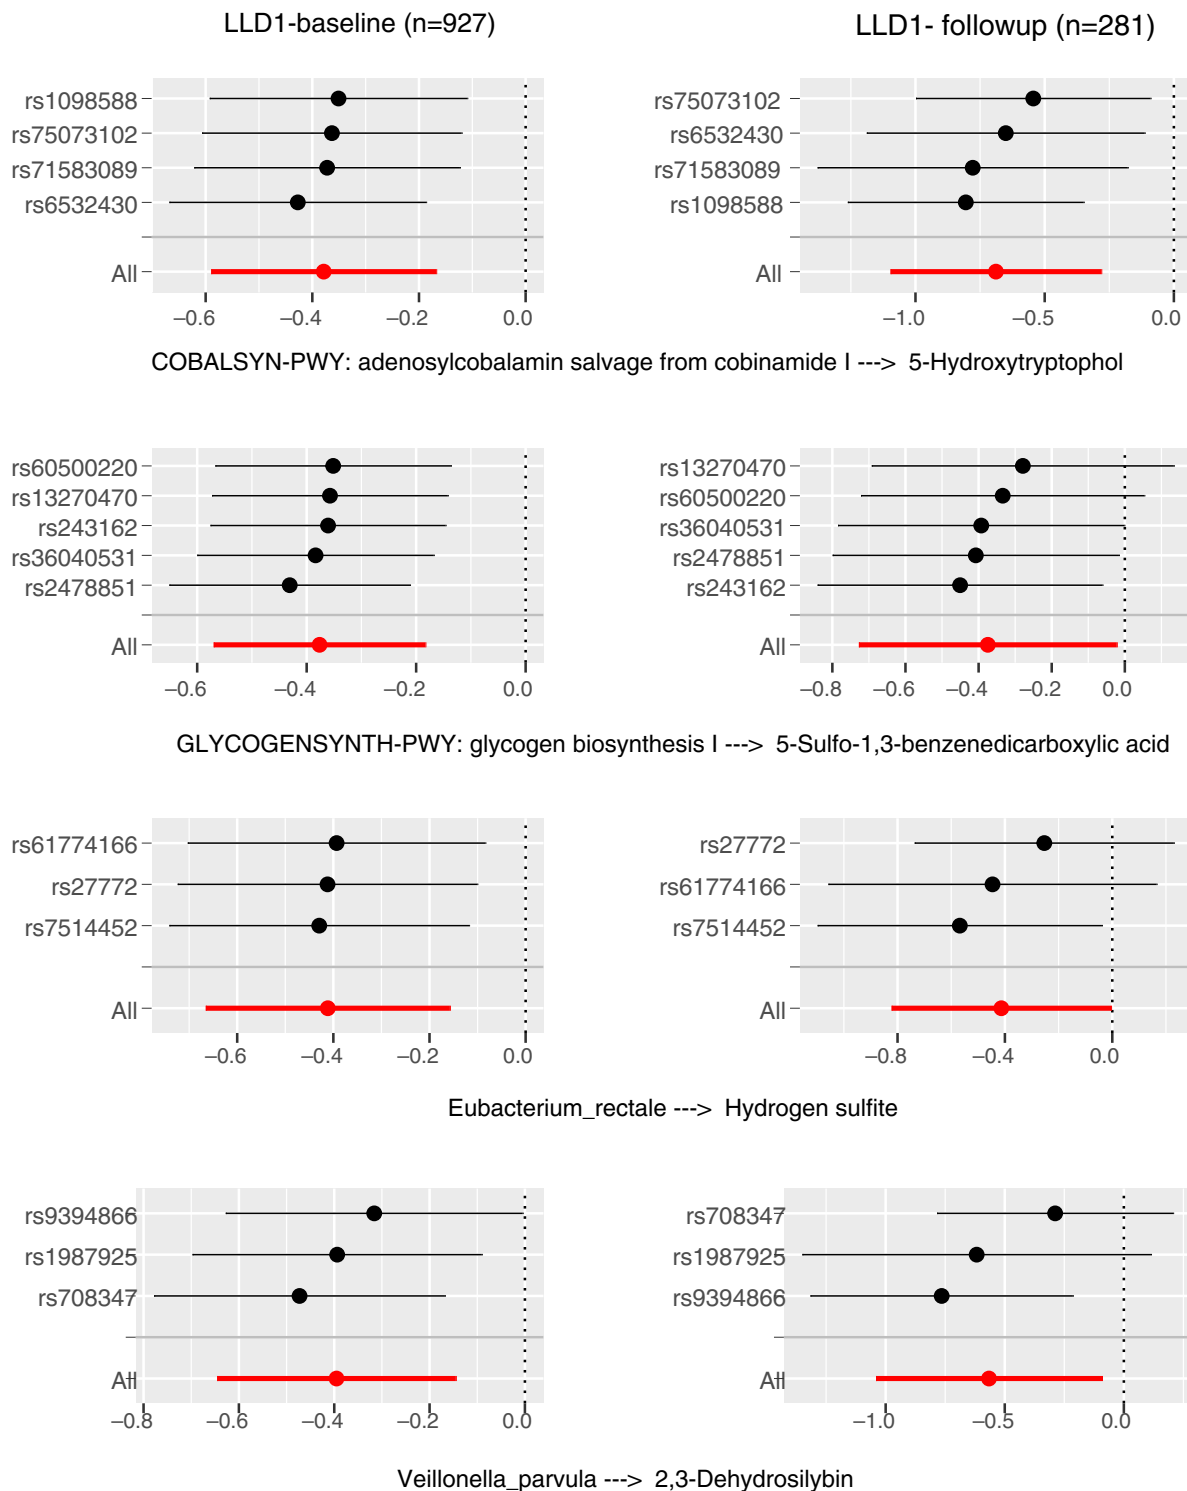 LLD1-baseline (n=927)
LLD1- followup (n=281)
rs1098588
rs75073102
rs71583089
rs6532430
All
−0.6 −0.4 −0.2 0.0
rs75073102
rs6532430
rs71583089
rs1098588
All
−1.0 −0.5 0.0
COBALSYN-PWY: adenosylcobalamin salvage from cobinamide I ---> 5-Hydroxytryptophol
rs60500220
rs13270470
rs243162
rs36040531
rs2478851
All
−0.6 −0.4 −0.2 0.0
rs13270470
rs60500220
rs36040531
rs2478851
rs243162
All
−0.8 −0.6 −0.4 −0.2 0.0
GLYCOGENSYNTH-PWY: glycogen biosynthesis I ---> 5-Sulfo-1,3-benzenedicarboxylic acid
rs61774166
rs27772
rs7514452
All
−0.6 −0.4 −0.2 0.0
rs27772
rs61774166
rs7514452
All
−0.8 −0.4 0.0
Eubacterium_rectale ---> Hydrogen sulfite
rs9394866
rs1987925
rs708347
All
−0.8 −0.6 −0.4 −0.2 0.0
rs708347
rs1987925
rs9394866
All
−1.0 −0.5 0.0
Veillonella_parvula ---> 2,3-Dehydrosilybin